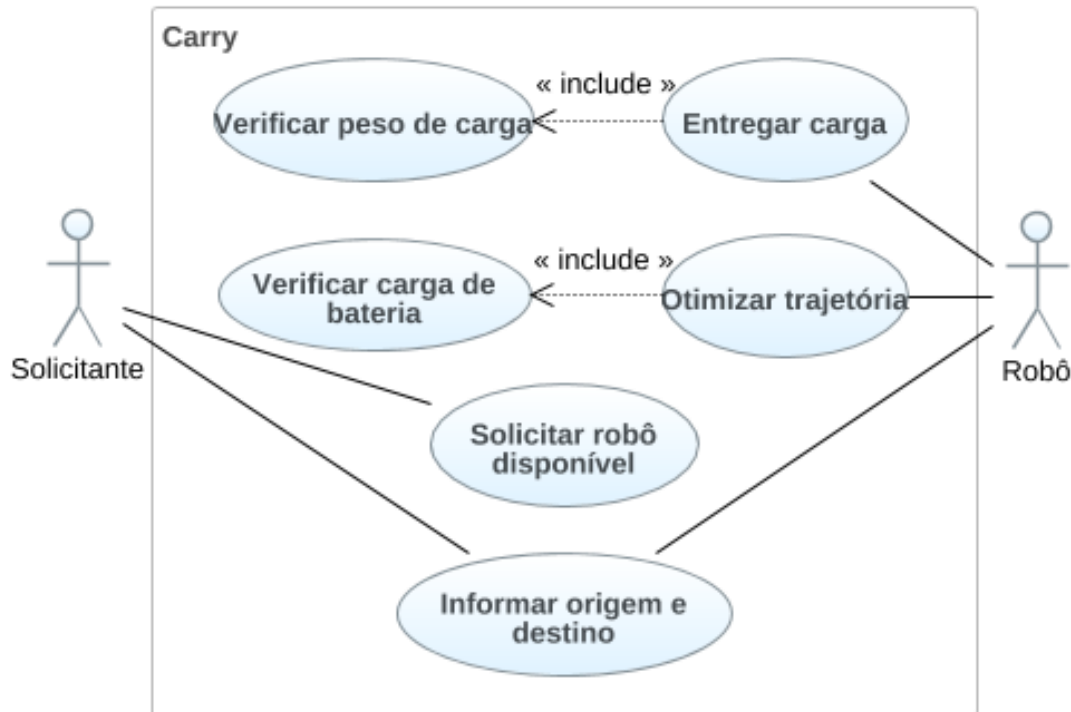 Carry
« include »
Verificar peso de carga
Entregar carga
« include »
Verificar carga de
bateria
Otimizar trajetória
Solicitante
Robô
Solicitar robô
disponível
Informar origem e
destino